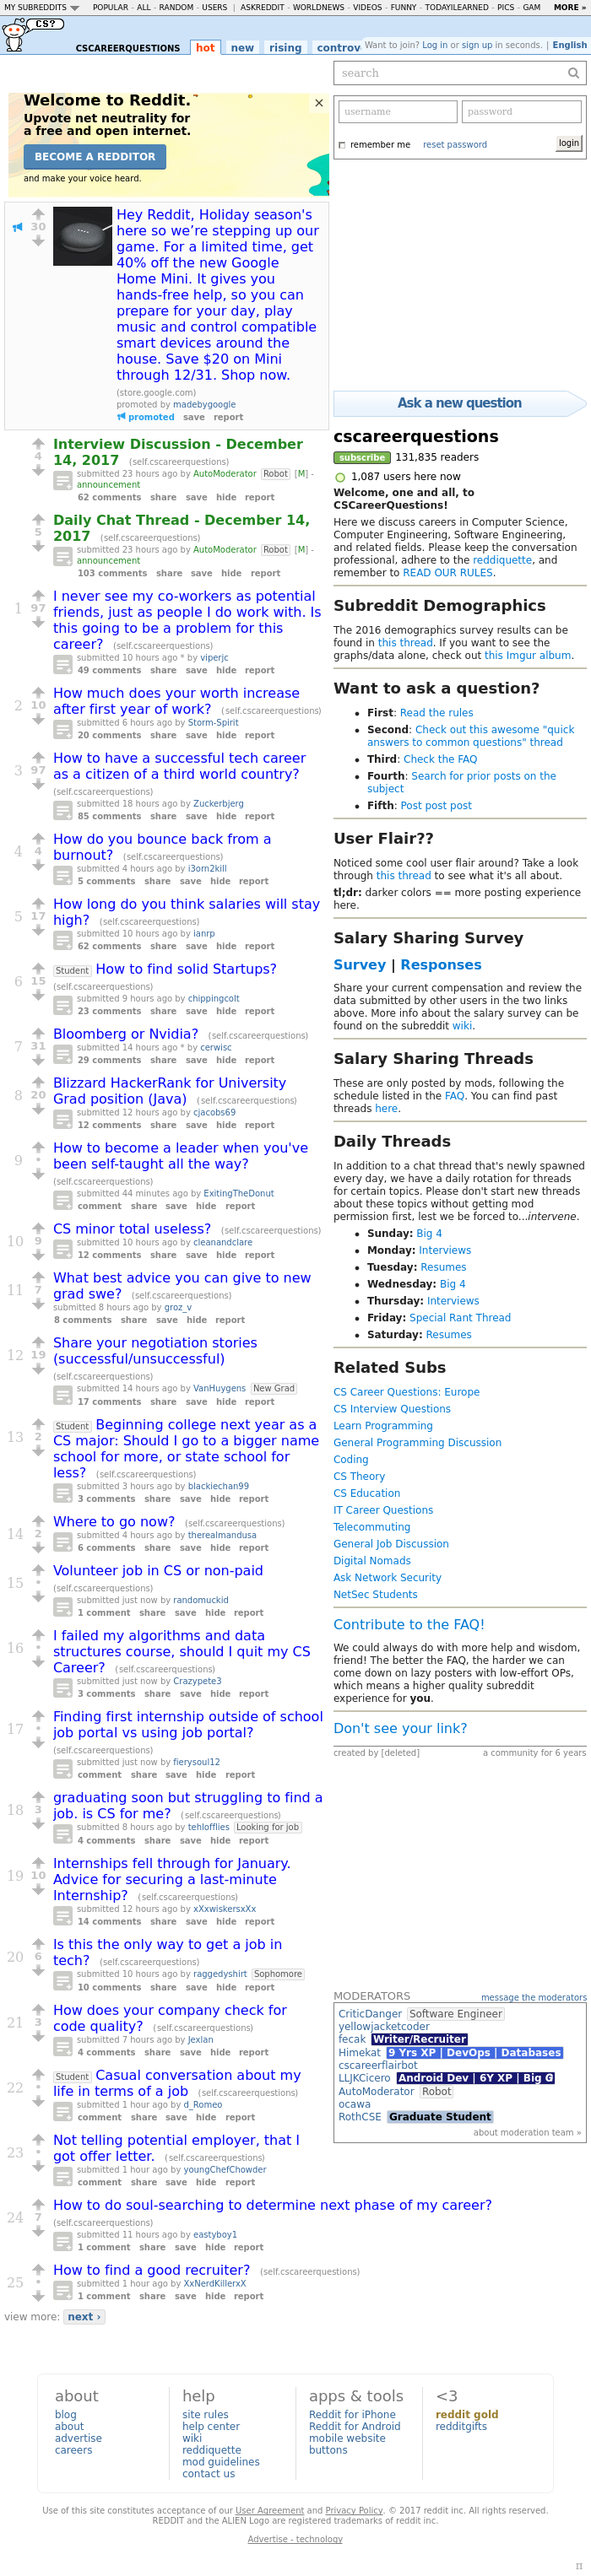 MY SUBREDDITS POPULAR - ALL - RANDOM - USERS | ASKREDDIT - WORLDNEWS - VIDEOS - FUNNY - TODAYILEARNED - PICS - GAM MORE »
CS?
CSCAREERQUESTIONS hot new rising controv Want to join? Log in or sign up in seconds. | English
search
Welcome to Reddit.
Upvote net neutrality for
a free and open internet.
BECOME A REDDITOR
and make your voice heard.
×
username password
remember me reset password login
30
Hey Reddit, Holiday season's
here so we're stepping up our
game. For a limited time, get
40% off the new Google
Home Mini. It gives you
hands-free help, so you can
prepare for your day, play
music and control compatible
smart devices around the
house. Save $20 on Mini
through 12/31. Shop now.
(store.google.com)
promoted by madebygoogle
promoted save report
4
Interview Discussion - December
14, 2017 (self.cscareerquestions)
submitted 23 hours ago by AutoModerator Robot [M] -
announcement
62 comments share save hide report
5
Daily Chat Thread - December 14,
2017 (self.cscareerquestions)
submitted 23 hours ago by AutoModerator Robot [M] -
announcement
103 comments share save hide report
1 97
I never see my co-workers as potential
friends, just as people I do work with. Is
this going to be a problem for this
career? (self.cscareerquestions)
submitted 10 hours ago * by viperjc
49 comments share save hide report
2 10
How much does your worth increase
after first year of work? (self.cscareerquestions)
submitted 6 hours ago by Storm-Spirit
20 comments share save hide report
3 97
How to have a successful tech career
as a citizen of a third world country?
(self.cscareerquestions)
submitted 18 hours ago by Zuckerbjerg
85 comments share save hide report
4 4
How do you bounce back from a
burnout? (self.cscareerquestions)
submitted 4 hours ago by i3orn2kill
5 comments share save hide report
5 17
How long do you think salaries will stay
high? (self.cscareerquestions)
submitted 10 hours ago by ianrp
62 comments share save hide report
6 15
Student How to find solid Startups?
(self.cscareerquestions)
submitted 9 hours ago by chippingcolt
23 comments share save hide report
7 31
Bloomberg or Nvidia? (self.cscareerquestions)
submitted 14 hours ago * by cerwisc
29 comments share save hide report
8 20
Blizzard HackerRank for University
Grad position (Java) (self.cscareerquestions)
submitted 12 hours ago by cjacobs69
12 comments share save hide report
9 •
How to become a leader when you've
been self-taught all the way?
(self.cscareerquestions)
submitted 44 minutes ago by ExitingTheDonut
comment share save hide report
10 9
CS minor total useless? (self.cscareerquestions)
submitted 10 hours ago by cleanandclare
12 comments share save hide report
11 7
What best advice you can give to new
grad swe? (self.cscareerquestions)
submitted 8 hours ago by groz_v
8 comments share save hide report
12 19
Share your negotiation stories
(successful/unsuccessful)
(self.cscareerquestions)
submitted 14 hours ago by VanHuygens New Grad
17 comments share save hide report
13 2
Student Beginning college next year as a
CS major: Should I go to a bigger name
school for more, or state school for
less? (self.cscareerquestions)
submitted 3 hours ago by blackiechan99
3 comments share save hide report
14 2
Where to go now? (self.cscareerquestions)
submitted 4 hours ago by therealmandusa
6 comments share save hide report
15 •
Volunteer job in CS or non-paid
(self.cscareerquestions)
submitted just now by randomuckid
1 comment share save hide report
16 •
I failed my algorithms and data
structures course, should I quit my CS
Career? (self.cscareerquestions)
submitted just now by Crazypete3
3 comments share save hide report
17 •
Finding first internship outside of school
job portal vs using job portal?
(self.cscareerquestions)
submitted just now by fierysoul12
comment share save hide report
18 3
graduating soon but struggling to find a
job. is CS for me? (self.cscareerquestions)
submitted 8 hours ago by tehlofflies Looking for job
4 comments share save hide report
19 10
Internships fell through for January.
Advice for securing a last-minute
Internship? (self.cscareerquestions)
submitted 12 hours ago by xXxwiskersxXx
14 comments share save hide report
20 6
Is this the only way to get a job in
tech? (self.cscareerquestions)
submitted 10 hours ago by raggedyshirt Sophomore
10 comments share save hide report
21 3
How does your company check for
code quality? (self.cscareerquestions)
submitted 7 hours ago by Jexlan
4 comments share save hide report
22 •
Student Casual conversation about my
life in terms of a job (self.cscareerquestions)
submitted 1 hour ago by d_Romeo
comment share save hide report
23 •
Not telling potential employer, that I
got offer letter. (self.cscareerquestions)
submitted 1 hour ago by youngChefChowder
comment share save hide report
24 7
How to do soul-searching to determine next phase of my career?
(self.cscareerquestions)
submitted 11 hours ago by eastyboy1
1 comment share save hide report
25 •
How to find a good recruiter? (self.cscareerquestions)
submitted 1 hour ago by XxNerdKillerxX
1 comment share save hide report
view more: next ›
Ask a new question
cscareerquestions
subscribe 131,835 readers
1,087 users here now
Welcome, one and all, to
CSCareerQuestions!
Here we discuss careers in Computer Science,
Computer Engineering, Software Engineering,
and related fields. Please keep the conversation
professional, adhere to the reddiquette, and
remember to READ OUR RULES.
Subreddit Demographics
The 2016 demographics survey results can be
found in this thread. If you want to see the
graphs/data alone, check out this Imgur album.
Want to ask a question?
• First: Read the rules
• Second: Check out this awesome "quick
answers to common questions" thread
• Third: Check the FAQ
• Fourth: Search for prior posts on the
subject
• Fifth: Post post post
User Flair??
Noticed some cool user flair around? Take a look
through this thread to see what it's all about.
tl;dr: darker colors == more posting experience
here.
Salary Sharing Survey
Survey | Responses
Share your current compensation and review the
data submitted by other users in the two links
above. More info about the salary survey can be
found on the subreddit wiki.
Salary Sharing Threads
These are only posted by mods, following the
schedule listed in the FAQ. You can find past
threads here.
Daily Threads
In addition to a chat thread that's newly spawned
every day, we have a daily rotation for threads
for certain topics. Please don't start new threads
about these topics without getting mod
permission first, lest we be forced to...intervene.
• Sunday: Big 4
• Monday: Interviews
• Tuesday: Resumes
• Wednesday: Big 4
• Thursday: Interviews
• Friday: Special Rant Thread
• Saturday: Resumes
Related Subs
CS Career Questions: Europe
CS Interview Questions
Learn Programming
General Programming Discussion
Coding
CS Theory
CS Education
IT Career Questions
Telecommuting
General Job Discussion
Digital Nomads
Ask Network Security
NetSec Students
Contribute to the FAQ!
We could always do with more help and wisdom,
friend! The better the FAQ, the harder we can
come down on lazy posters with low-effort OPs,
which means a higher quality subreddit
experience for you.
Don't see your link?
created by [deleted] a community for 6 years
MODERATORS message the moderators
CriticDanger Software Engineer
yellowjacketcoder
fecak Writer/Recruiter
Himekat 9 Yrs XP | DevOps | Databases
cscareerflairbot
LLJKCicero Android Dev | 6Y XP | Big G
AutoModerator Robot
ocawa
RothCSE Graduate Student
about moderation team »
about
blog
about
advertise
careers
help
site rules
help center
wiki
reddiquette
mod guidelines
contact us
apps & tools
Reddit for iPhone
Reddit for Android
mobile website
buttons
<3
reddit gold
redditgifts
Use of this site constitutes acceptance of our User Agreement and Privacy Policy. © 2017 reddit inc. All rights reserved.
REDDIT and the ALIEN Logo are registered trademarks of reddit inc.
Advertise - technology
π